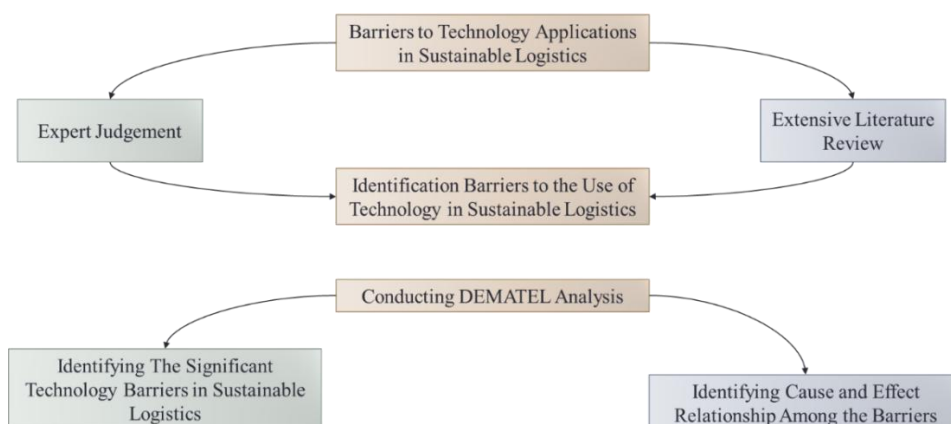 Barriers to Technology Applications
in Sustainable Logistics
Expert Judgement
Extensive Literature
Review
Identification Barriers to the Use of
Technology in Sustainable Logistics
Conducting DEMATEL Analysis
Identifying The Significant
Technology Barriers in Sustainable
Logistics
Identifying Cause and Effect
Relationship Among the Barriers